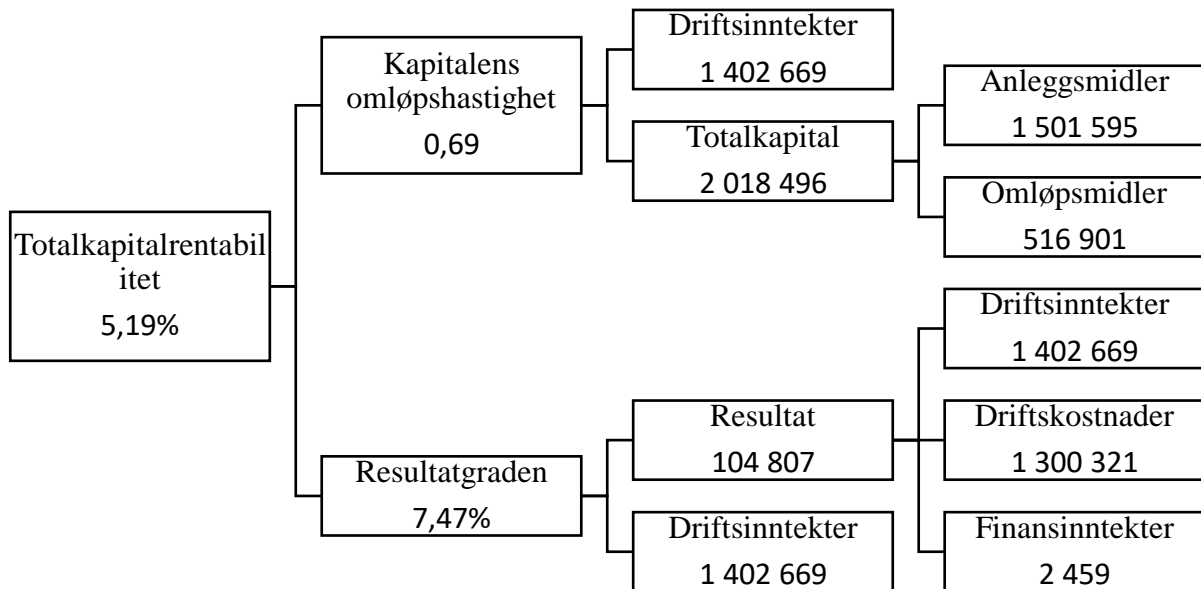 Totalkapitalrentabil
itet
5,19%
Kapitalens
omløpshastighet
0,69
Driftsinntekter
1 402 669
Totalkapital
2 018 496
Anleggsmidler
1 501 595
Omløpsmidler
516 901
Resultatgraden
7,47%
Resultat
104 807
Driftsinntekter
1 402 669
Driftsinntekter
1 402 669
Driftskostnader
1 300 321
Finansinntekter
2 459